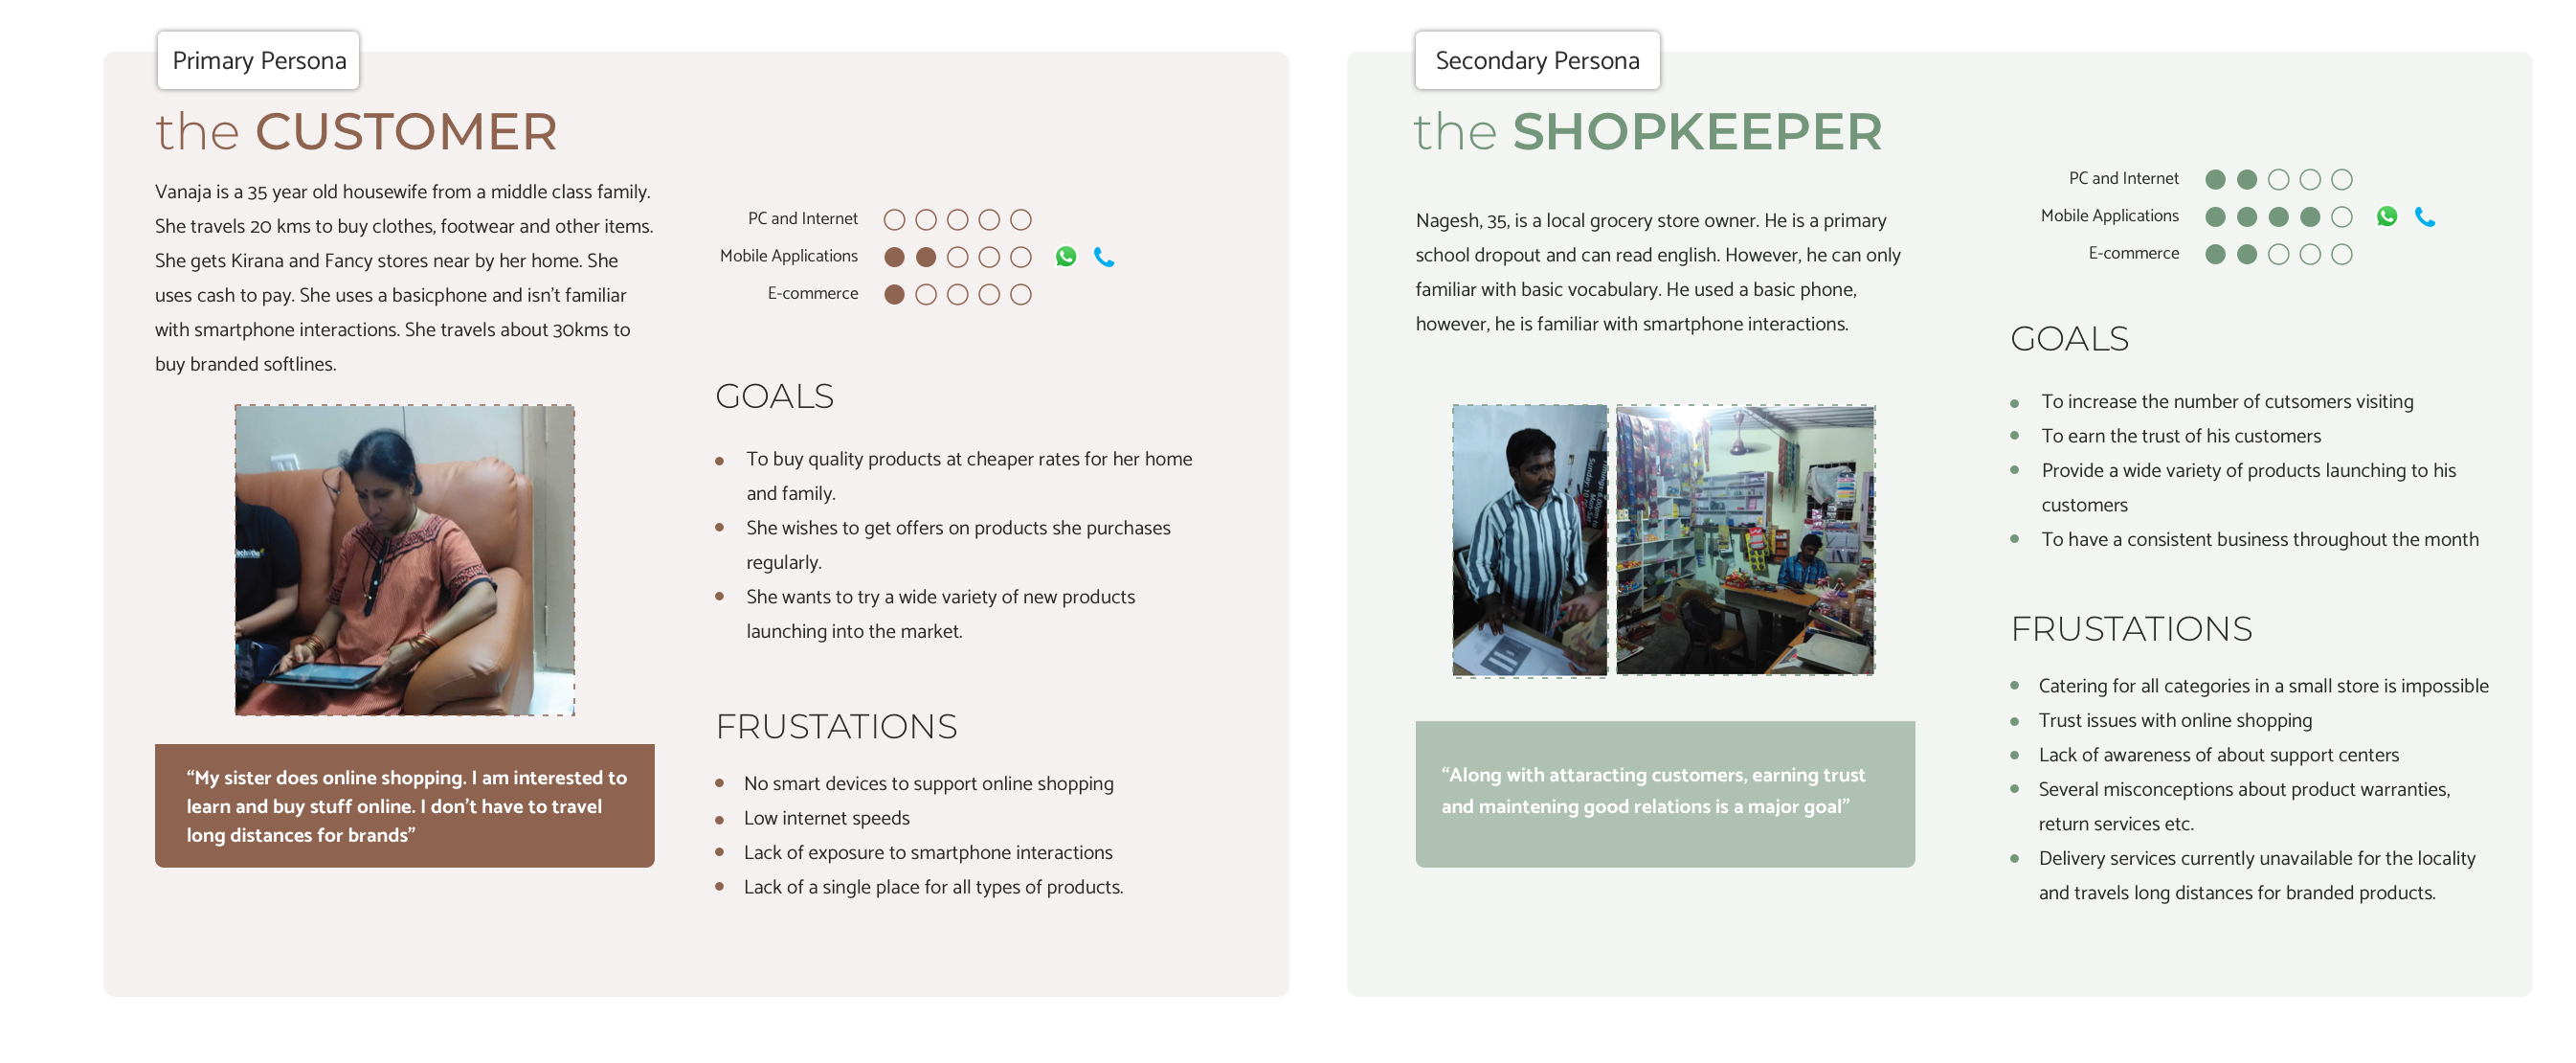 Primary Persona
the CUSTOMER
Vanaja is a 35 year old housewife from a middle class family.
She travels 20 kms to buy clothes, footwear and other items.
She gets Kirana and Fancy stores near by her home. She
uses cash to pay. She uses a basicphone and isn't familiar
with smartphone interactions. She travels about 30kms to
buy branded softlines.
“My sister does online shopping. I am interested to
learn and buy stuff online. I don't have to travel
long distances for brands”
PC and Internet
Mobile Applications
E-commerce
GOALS
To buy quality products at cheaper rates for her home
and family.
She wishes to get offers on products she purchases
regularly.
She wants to try a wide variety of new products
launching into the market.
FRUSTATIONS
No smart devices to support online shopping
Low internet speeds
Lack of exposure to smartphone interactions
Lack of a single place for all types of products.
Secondary Persona
the SHOPKEEPER
Nagesh, 35, is a local grocery store owner. He is a primary
school dropout and can read english. However, he can only
familiar with basic vocabulary. He used a basic phone,
however, he is familiar with smartphone interactions.
“Along with attaracting customers, earning trust
and maintening good relations is a major goal”
PC and Internet
Mobile Applications
E-commerce
GOALS
To increase the number of cutsomers visiting
To earn the trust of his customers
Provide a wide variety of products launching to his
customers
To have a consistent business throughout the month
FRUSTATIONS
Catering for all categories in a small store is impossible
Trust issues with online shopping
Lack of awareness of about support centers
Several misconceptions about product warranties,
return services etc.
Delivery services currently unavailable for the locality
and travels long distances for branded products.